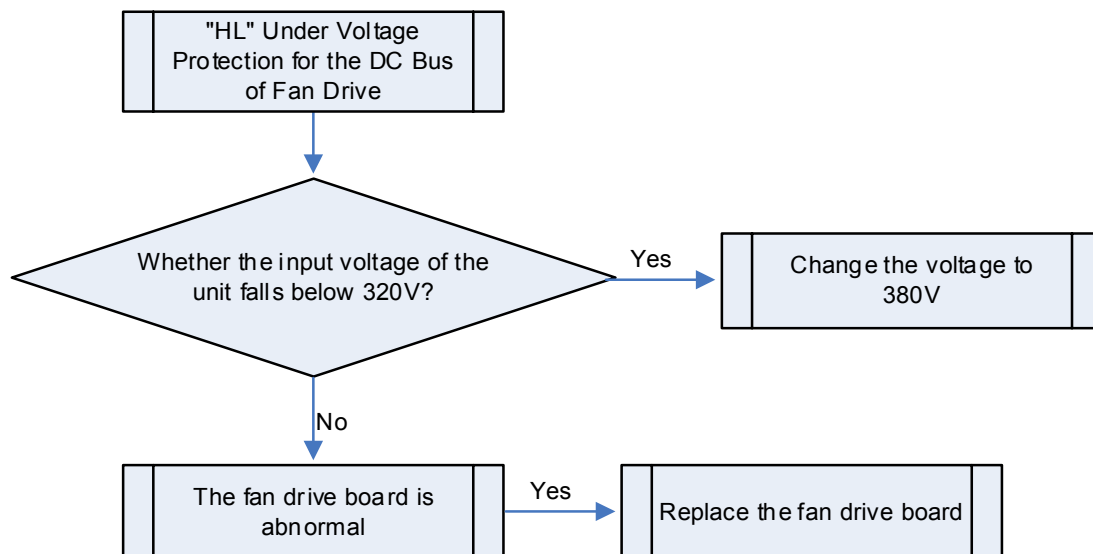 "HL" Under Voltage
Protection for the DC Bus
of Fan Drive
Whether the input voltage of the
unit falls below 320V?
Yes
Change the voltage to
380V
No
The fan drive board is
abnormal
Yes
Replace the fan drive board